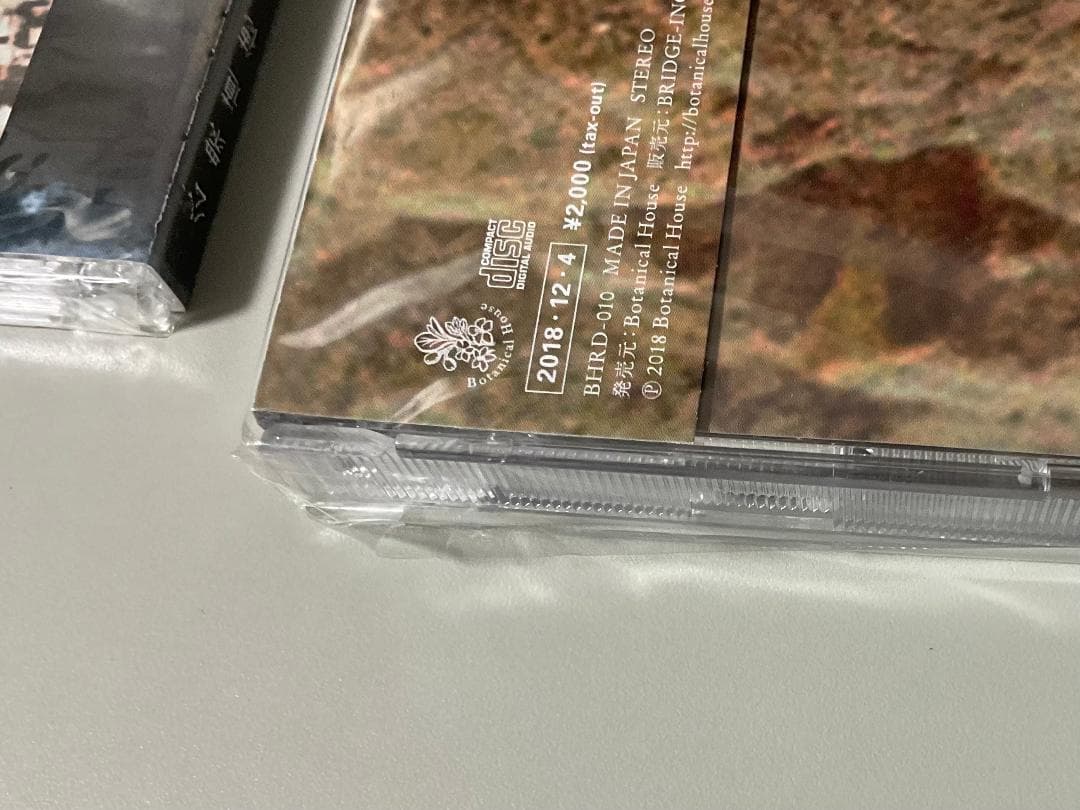 COMPACT
disc
DIGITAL AUDIO
Botanical House
2018・12・4 ¥2,000 (tax-out)
BHRD-010 MADE IN JAPAN STEREO
発売元：Botanical House 販売元：BRIDGE-INC
Ⓟ 2018 Botanical House http://botanicalhouse